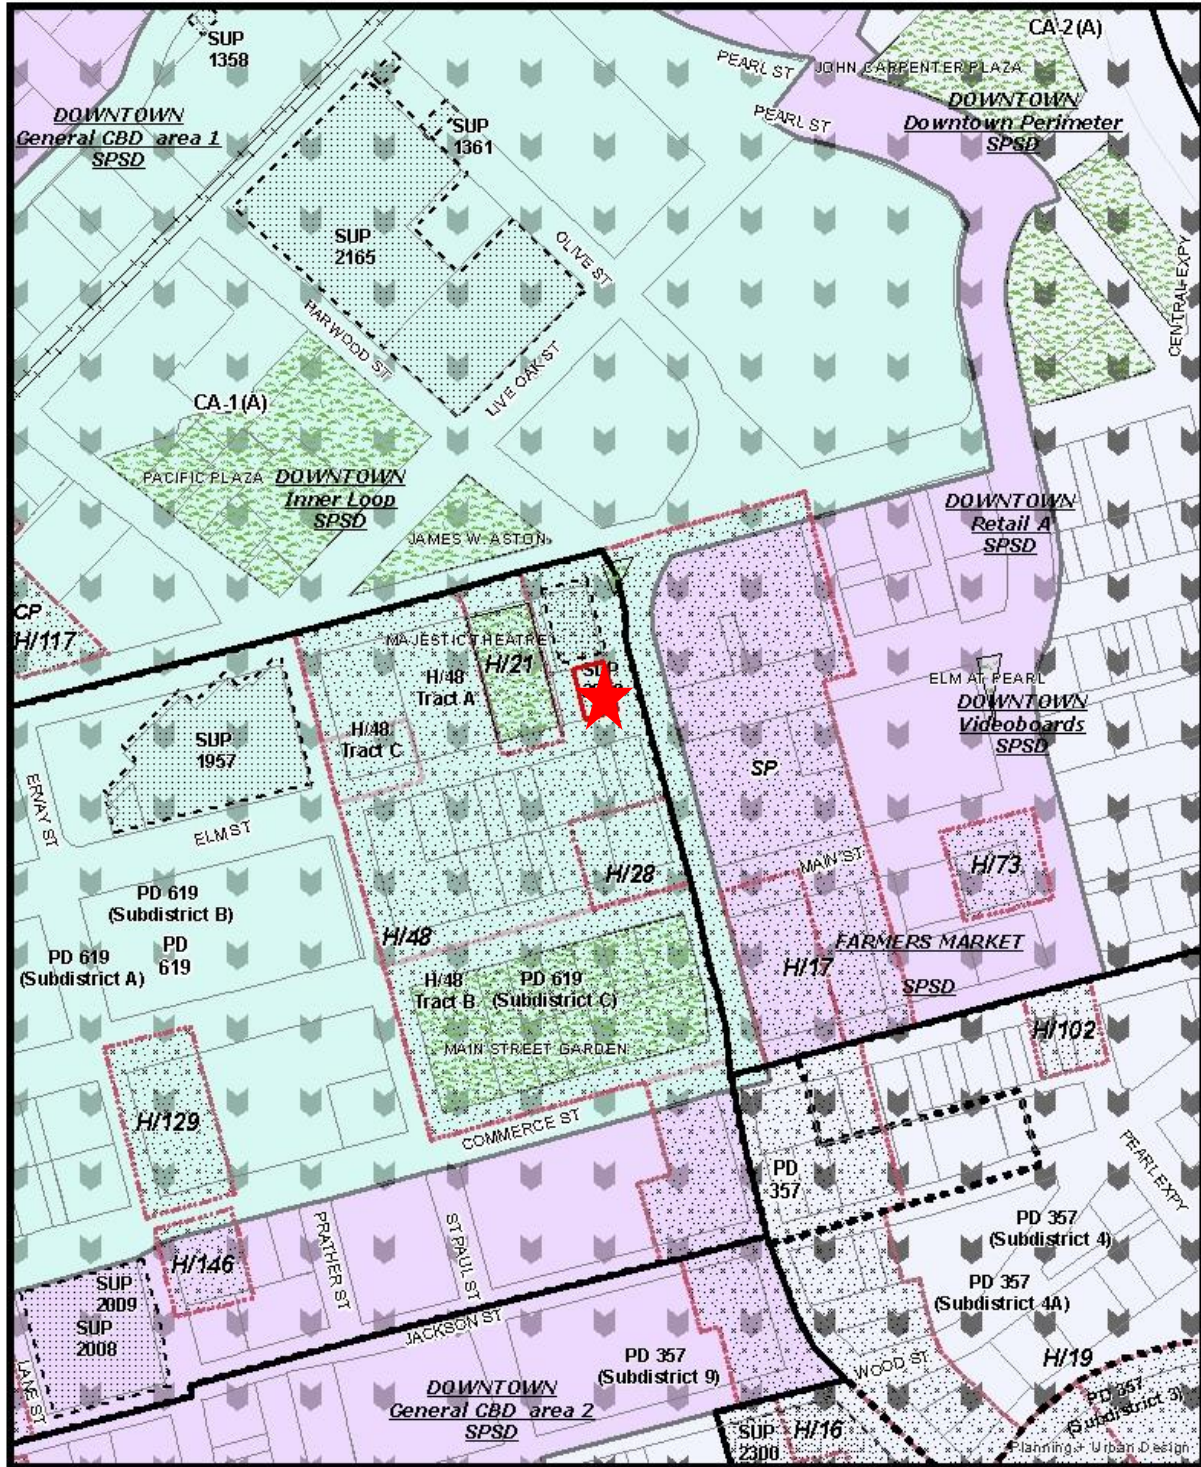 SUP
1358
PEARL ST
CA-2(A)
JOHN CARPENTER PLAZA
DOWNTOWN
General CBD area 1
SPSD
SUP
1361
PEARL ST
DOWNTOWN
Downtown Perimeter
SPSD
SUP
2165
OLIVE ST
CENTRAL EXPY
HARWOOD ST
LIVE OAK ST
CA-1(A)
PACIFIC PLAZA
DOWNTOWN
Inner Loop
SPSD
DOWNTOWN
Retail A
SPSD
JAMES W. ASTON
CP
H/117
MAJESTIC THEATRE
H/21
H/48
Tract A
SUP
ELM AT PEARL
DOWNTOWN
Videoboards
SPSD
H/48
Tract C
SUP
1957
SP
ERVAY ST
ELM ST
MAIN ST
H/28
H/73
PD 619
(Subdistrict B)
PD
619
PD 619
(Subdistrict A)
H/48
FARMERS MARKET
SPSD
H/17
H/48
Tract B
PD 619
(Subdistrict C)
MAIN STREET GARDEN
H/102
H/129
COMMERCE ST
PD
357
PEARL EXPY
PRATHER ST
ST PAUL ST
PD 357
(Subdistrict 4)
H/146
SUP
2009
SUP
2008
PD 357
(Subdistrict 4A)
JACKSON ST
LANE ST
PD 357
(Subdistrict 9)
WOOD ST
H/19
DOWNTOWN
General CBD area 2
SPSD
PD 357
(Subdistrict 3)
SUP
2300
H/16
Planning + Urban Design